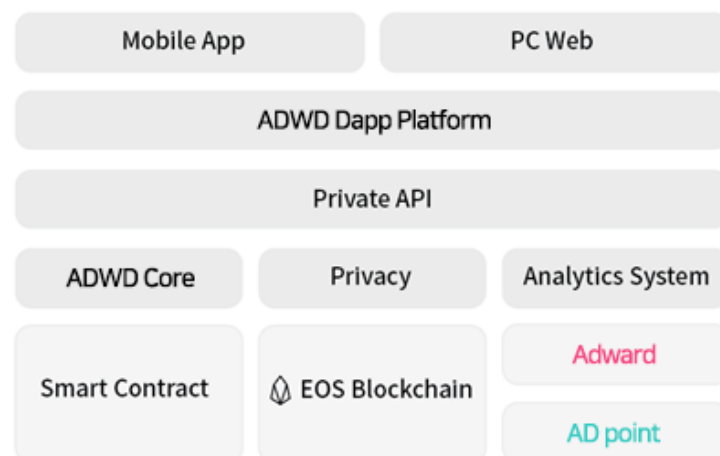 Mobile App
PC Web
ADWD Dapp Platform
Private API
ADWD Core
Privacy
Analytics System
Smart Contract
EOS Blockchain
Adward
AD point